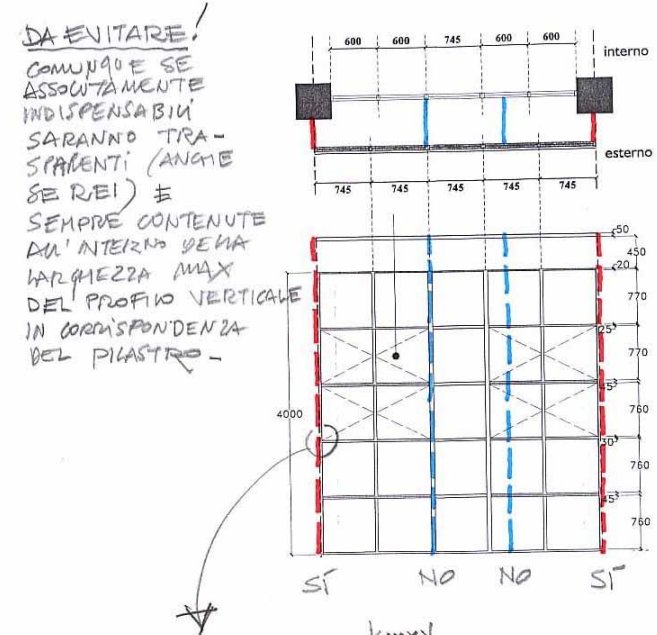 DA EVITARE!
COMUNQUE SE
ASSOLUTAMENTE
INDISPENSABILI
SARANNO TRA-
SPARENTI (ANCHE
SE REI) E
SEMPRE CONTENUTE
ALL'INTERNO DELLA
LARGHEZZA MAX
DEL PROFILO VERTICALE
IN CORRISPONDENZA
DEL PILASTRO-
600 600 745 600 600
interno
esterno
745 745 745 745 745
50
450
20
770
25
770
45
760
4000
30
760
45
760
SÌ NO NO SÌ